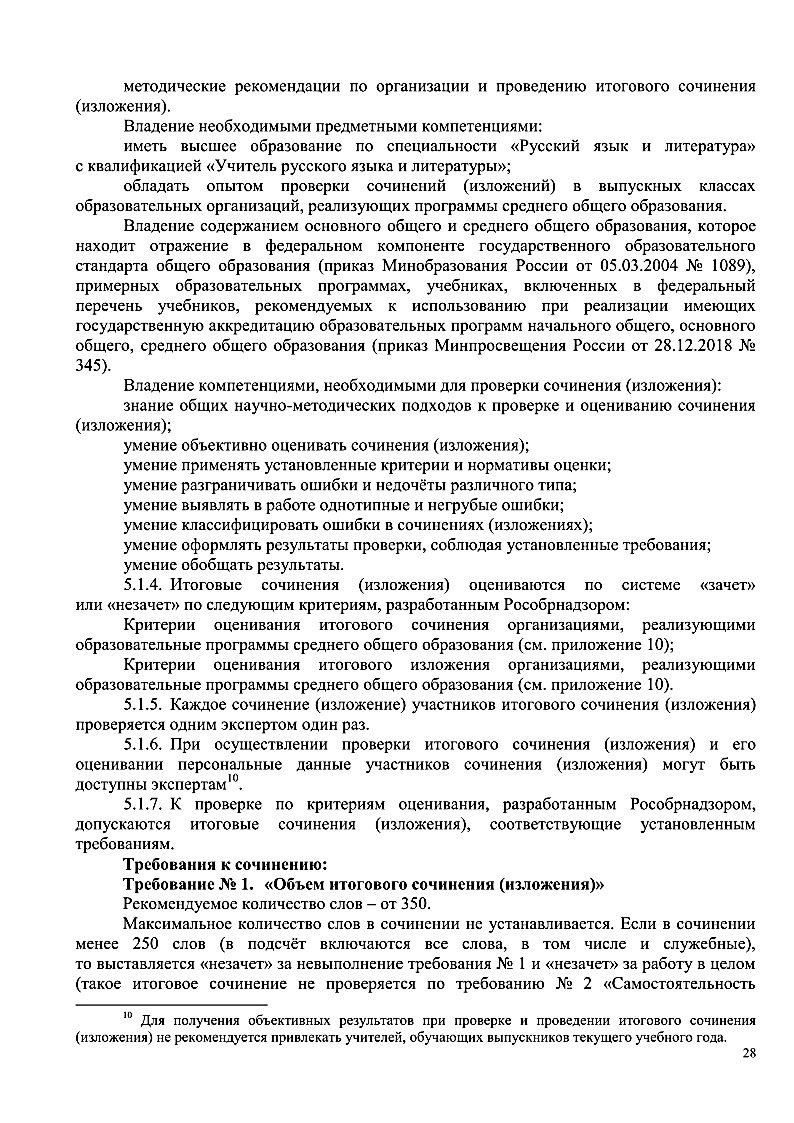 методические рекомендации по организации и проведению итогового сочинения
(изложения).
Владение необходимыми предметными компетенциями:
иметь высшее образование по специальности «Русский язык и литература»
с квалификацией «Учитель русского языка и литературы»;
обладать опытом проверки сочинений (изложений) в выпускных классах
образовательных организаций, реализующих программы среднего общего образования.
Владение содержанием основного общего и среднего общего образования, которое
находит отражение в федеральном компоненте государственного образовательного
стандарта общего образования (приказ Минобразования России от 05.03.2004 № 1089),
примерных образовательных программах, учебниках, включенных в федеральный
перечень учебников, рекомендуемых к использованию при реализации имеющих
государственную аккредитацию образовательных программ начального общего, основного
общего, среднего общего образования (приказ Минпросвещения России от 28.12.2018 №
345).
Владение компетенциями, необходимыми для проверки сочинения (изложения):
знание общих научно-методических подходов к проверке и оцениванию сочинения
(изложения);
умение объективно оценивать сочинения (изложения);
умение применять установленные критерии и нормативы оценки;
умение разграничивать ошибки и недочёты различного типа;
умение выявлять в работе однотипные и негрубые ошибки;
умение классифицировать ошибки в сочинениях (изложениях);
умение оформлять результаты проверки, соблюдая установленные требования;
умение обобщать результаты.
5.1.4. Итоговые сочинения (изложения) оцениваются по системе «зачет»
или «незачет» по следующим критериям, разработанным Рособрнадзором:
Критерии оценивания итогового сочинения организациями, реализующими
образовательные программы среднего общего образования (см. приложение 10);
Критерии оценивания итогового изложения организациями, реализующими
образовательные программы среднего общего образования (см. приложение 10).
5.1.5. Каждое сочинение (изложение) участников итогового сочинения (изложения)
проверяется одним экспертом один раз.
5.1.6. При осуществлении проверки итогового сочинения (изложения) и его
оценивании персональные данные участников сочинения (изложения) могут быть
доступны экспертам10.
5.1.7. К проверке по критериям оценивания, разработанным Рособрнадзором,
допускаются итоговые сочинения (изложения), соответствующие установленным
требованиям.
Требования к сочинению:
Требование № 1. «Объем итогового сочинения (изложения)»
Рекомендуемое количество слов – от 350.
Максимальное количество слов в сочинении не устанавливается. Если в сочинении
менее 250 слов (в подсчёт включаются все слова, в том числе и служебные),
то выставляется «незачет» за невыполнение требования № 1 и «незачет» за работу в целом
(такое итоговое сочинение не проверяется по требованию № 2 «Самостоятельность
10 Для получения объективных результатов при проверке и проведении итогового сочинения
(изложения) не рекомендуется привлекать учителей, обучающих выпускников текущего учебного года.
28